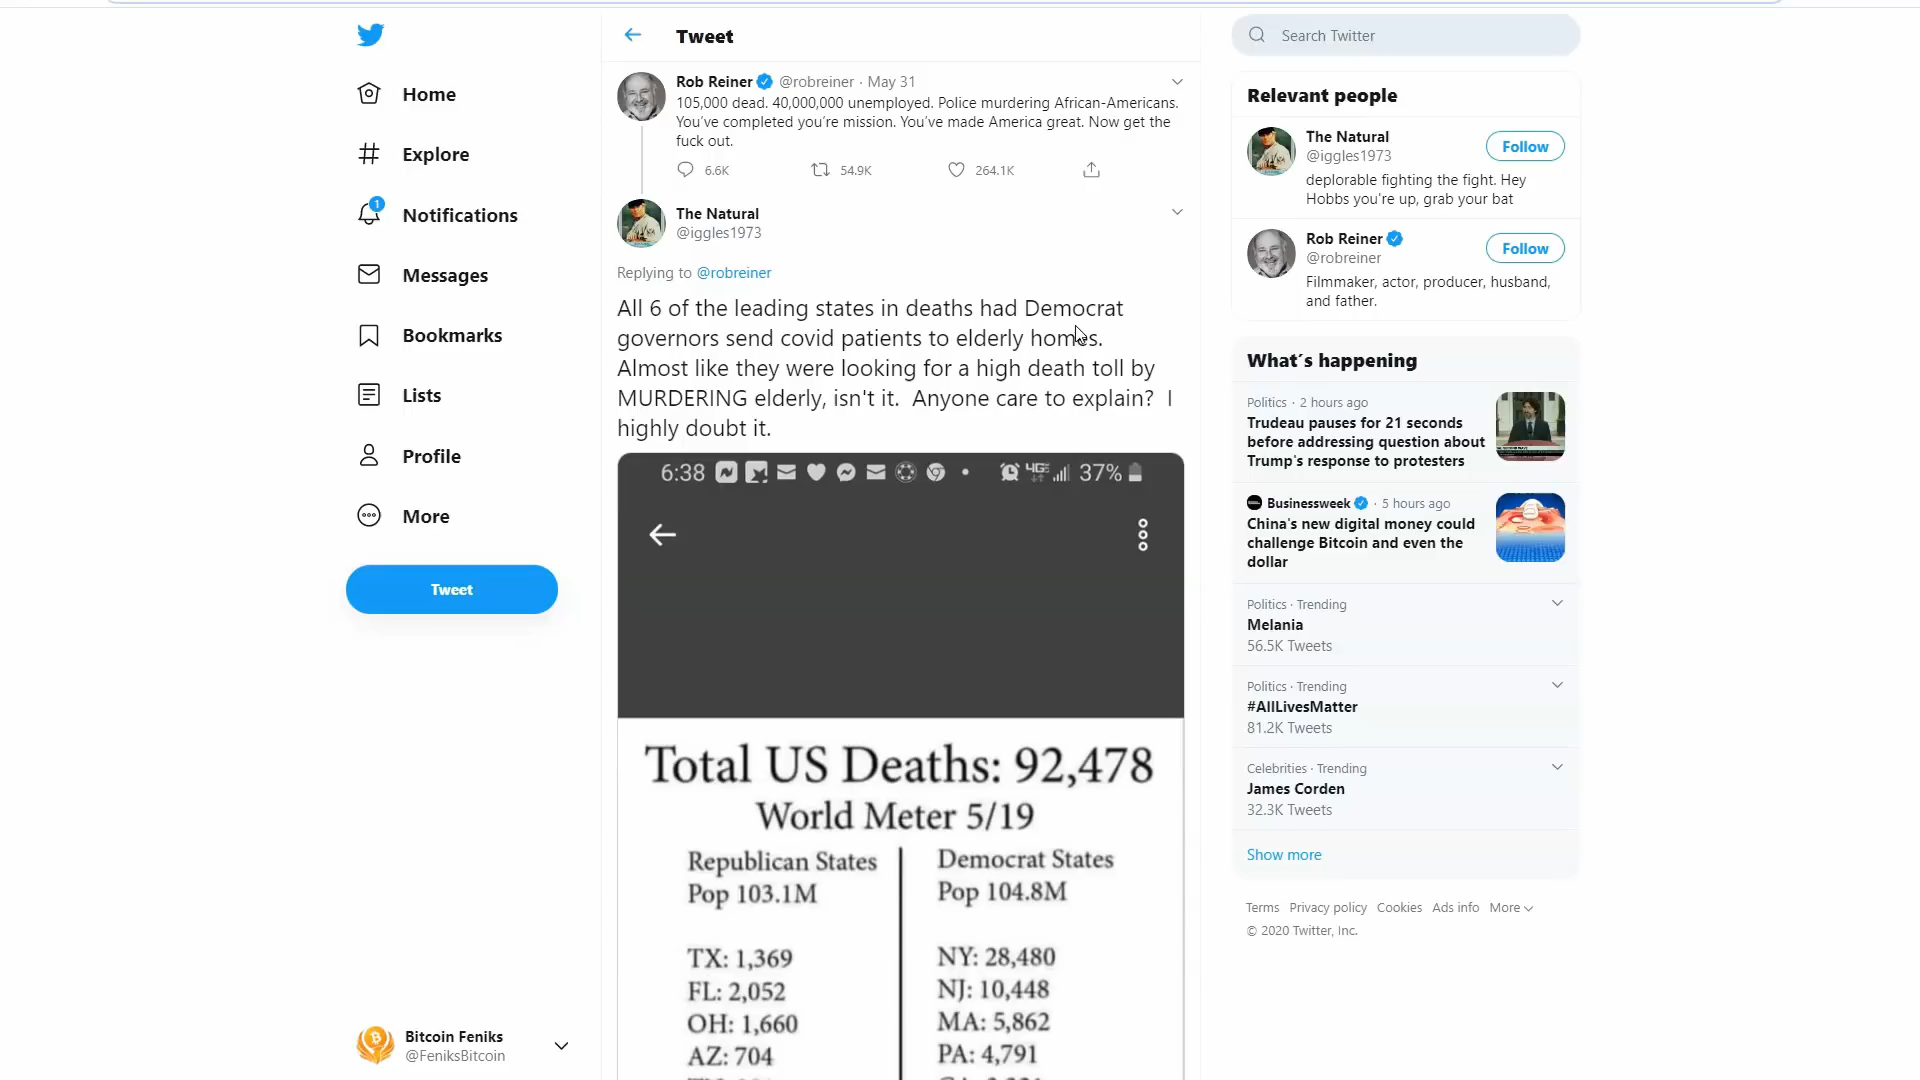 Home
Explore
1
Notifications
Messages
Bookmarks
Lists
Profile
More
Tweet
Bitcoin Feniks
@FeniksBitcoin
Tweet
Rob Reiner @robreiner · May 31
105,000 dead. 40,000,000 unemployed. Police murdering African-Americans.
You've completed you're mission. You've made America great. Now get the
fuck out.
6.6K 54.9K 264.1K
The Natural
@iggles1973
Replying to @robreiner
All 6 of the leading states in deaths had Democrat
governors send covid patients to elderly homes.
Almost like they were looking for a high death toll by
MURDERING elderly, isn't it. Anyone care to explain? I
highly doubt it.
6:38 4GE 37%
Total US Deaths: 92,478
World Meter 5/19
Republican States
Pop 103.1M
TX: 1,369
FL: 2,052
OH: 1,660
AZ: 704
Democrat States
Pop 104.8M
NY: 28,480
NJ: 10,448
MA: 5,862
PA: 4,791
Search Twitter
Relevant people
The Natural
@iggles1973
Follow
deplorable fighting the fight. Hey
Hobbs you're up, grab your bat
Rob Reiner
@robreiner
Follow
Filmmaker, actor, producer, husband,
and father.
What's happening
Politics · 2 hours ago
Trudeau pauses for 21 seconds
before addressing question about
Trump's response to protesters
Businessweek · 5 hours ago
China's new digital money could
challenge Bitcoin and even the
dollar
Politics · Trending
Melania
56.5K Tweets
Politics · Trending
#AllLivesMatter
81.2K Tweets
Celebrities · Trending
James Corden
32.3K Tweets
Show more
Terms Privacy policy Cookies Ads info More
© 2020 Twitter, Inc.